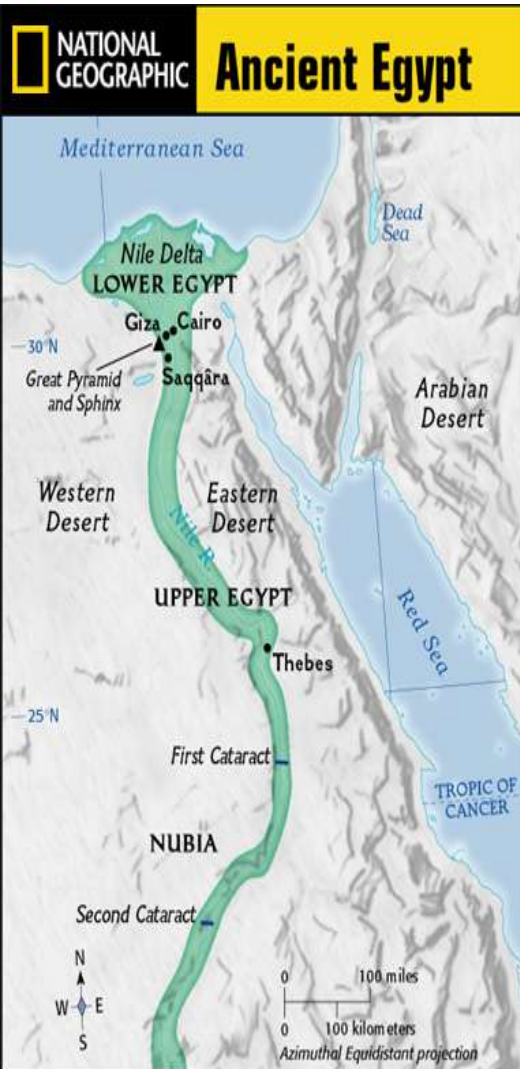 NATIONAL
GEOGRAPHIC
Ancient Egypt
Mediterranean Sea
Dead
Sea
Nile Delta
LOWER EGYPT
Giza
Cairo
30°N
Great Pyramid
and Sphinx
Saqqâra
Arabian
Desert
Western
Desert
Eastern
Desert
Nile R.
UPPER EGYPT
Red Sea
Thebes
25°N
First Cataract
TROPIC OF
CANCER
NUBIA
Second Cataract
N
W E
S
0 100 miles
0 100 kilometers
Azimuthal Equidistant projection